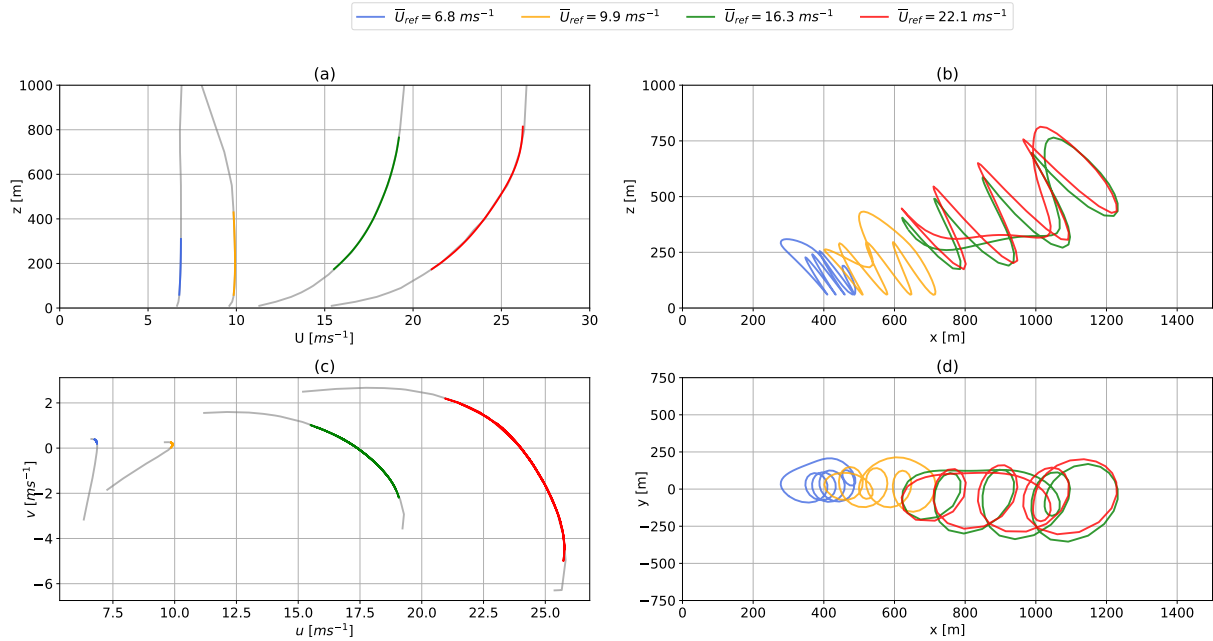 U̅ref = 6.8 ms⁻¹ U̅ref = 9.9 ms⁻¹ U̅ref = 16.3 ms⁻¹ U̅ref = 22.1 ms⁻¹
(a)
1000
800
600
400
200
0
z [m]
0 5 10 15 20 25 30
U [ms⁻¹]
(b)
1000
750
500
250
0
z [m]
0 200 400 600 800 1000 1200 1400
x [m]
(c)
2
0
−2
−4
−6
v [ms⁻¹]
7.5 10.0 12.5 15.0 17.5 20.0 22.5 25.0
u [ms⁻¹]
(d)
750
500
250
0
−250
−500
−750
y [m]
0 200 400 600 800 1000 1200 1400
x [m]